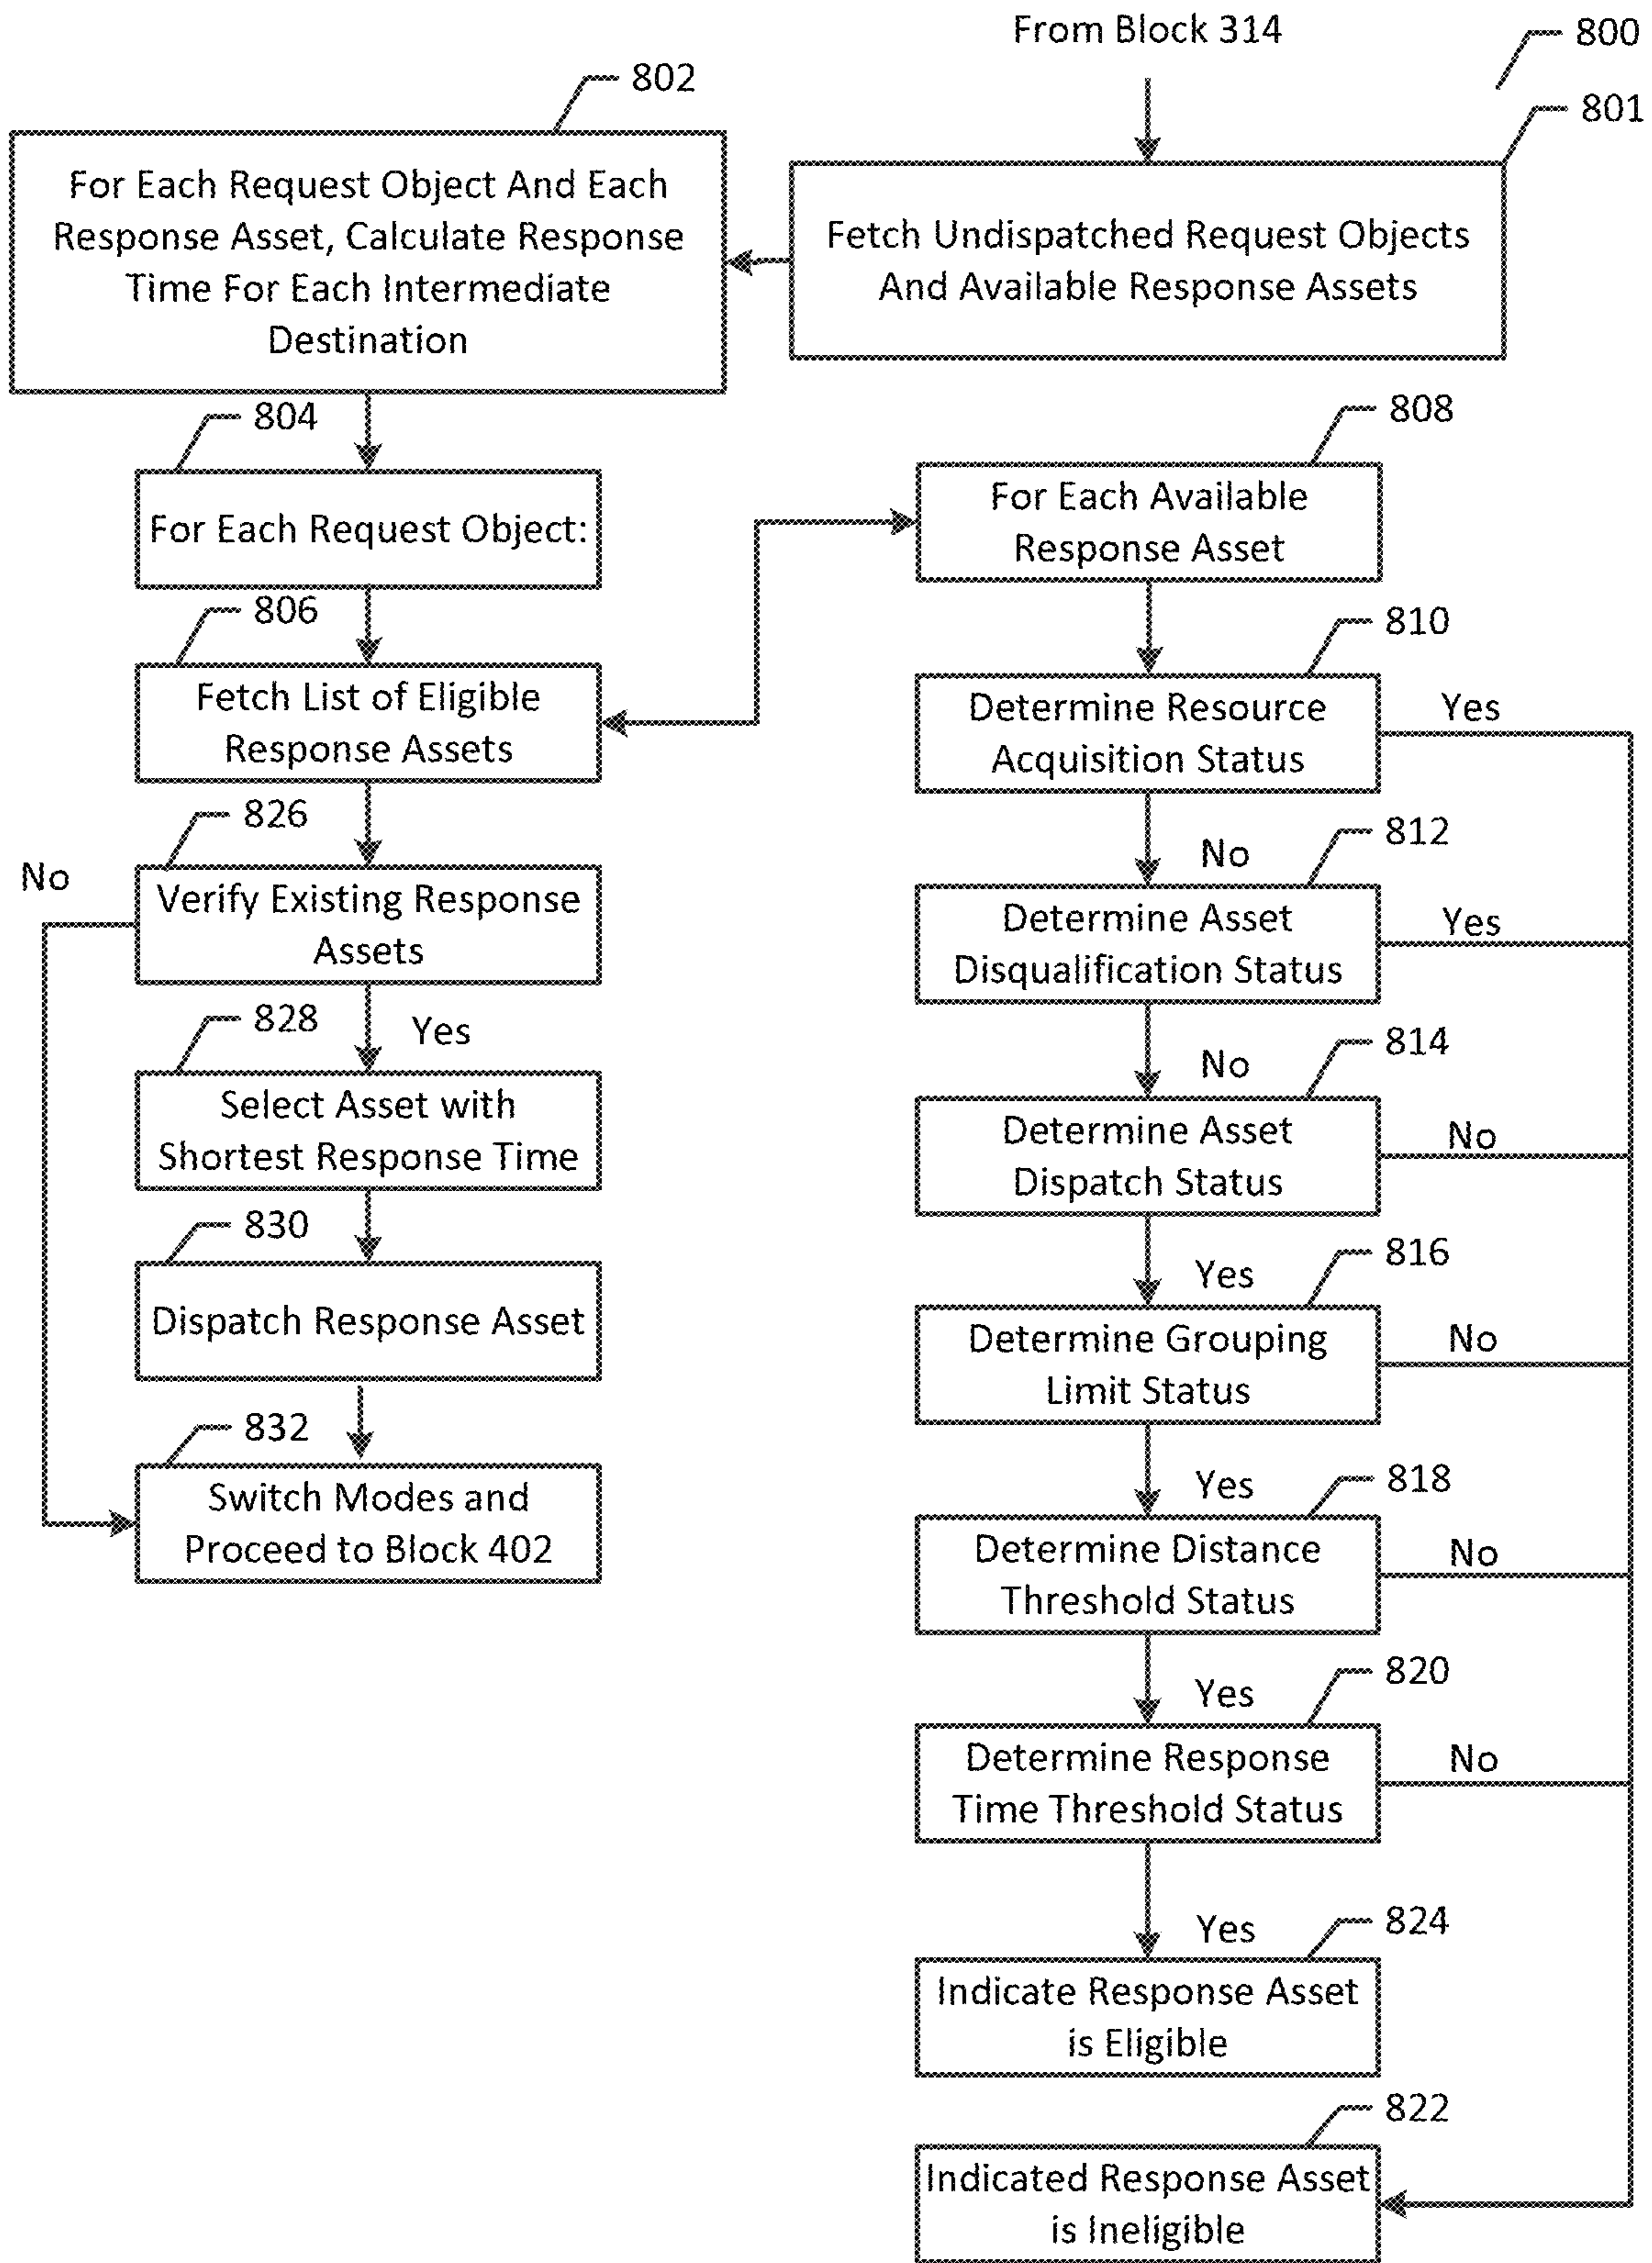 From Block 314
800
801
802
For Each Request Object And Each
Response Asset, Calculate Response
Time For Each Intermediate
Destination
Fetch Undispatched Request Objects
And Available Response Assets
804
For Each Request Object:
806
Fetch List of Eligible
Response Assets
826
No
Verify Existing Response
Assets
828
Yes
Select Asset with
Shortest Response Time
830
Dispatch Response Asset
832
Switch Modes and
Proceed to Block 402
808
For Each Available
Response Asset
810
Determine Resource
Acquisition Status
Yes
812
No
Determine Asset
Disqualification Status
Yes
814
No
Determine Asset
Dispatch Status
No
816
Yes
Determine Grouping
Limit Status
No
818
Yes
Determine Distance
Threshold Status
No
820
Yes
Determine Response
Time Threshold Status
No
824
Yes
Indicate Response Asset
is Eligible
822
Indicated Response Asset
is Ineligible